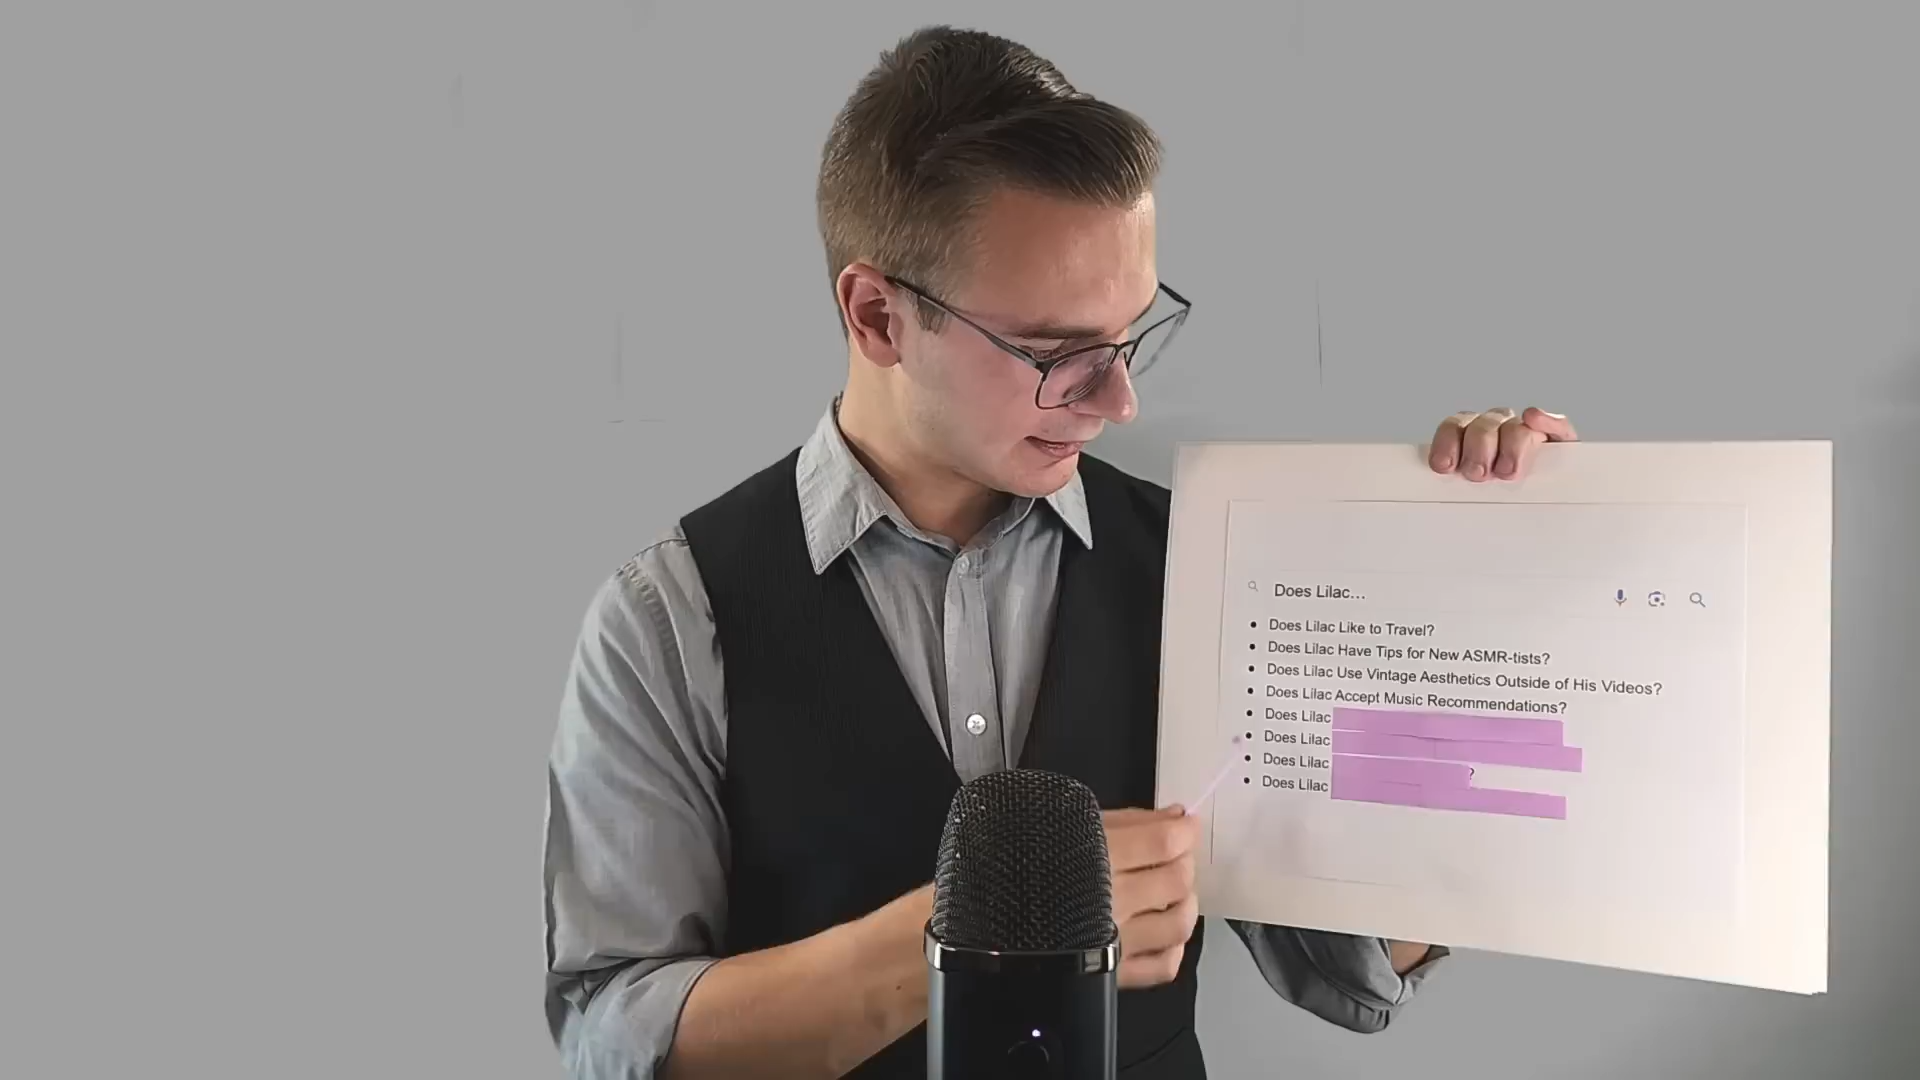 Does Lilac...
Does Lilac Like to Travel?
Does Lilac Have Tips for New ASMR-tists?
Does Lilac Use Vintage Aesthetics Outside of His Videos?
Does Lilac Accept Music Recommendations?
Does Lilac
Does Lilac
Does Lilac ?
Does Lilac